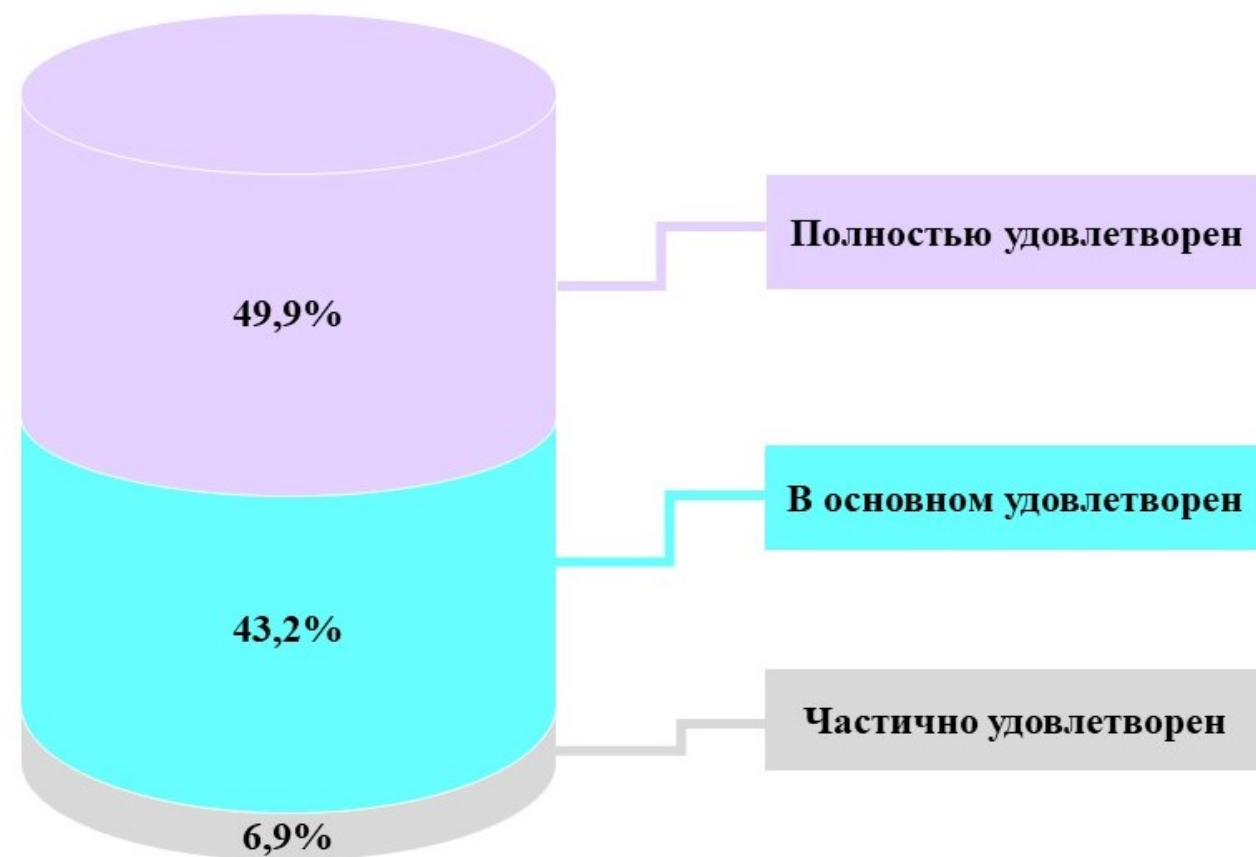 Полностью удовлетворен
49,9%
В основном удовлетворен
43,2%
Частично удовлетворен
6,9%